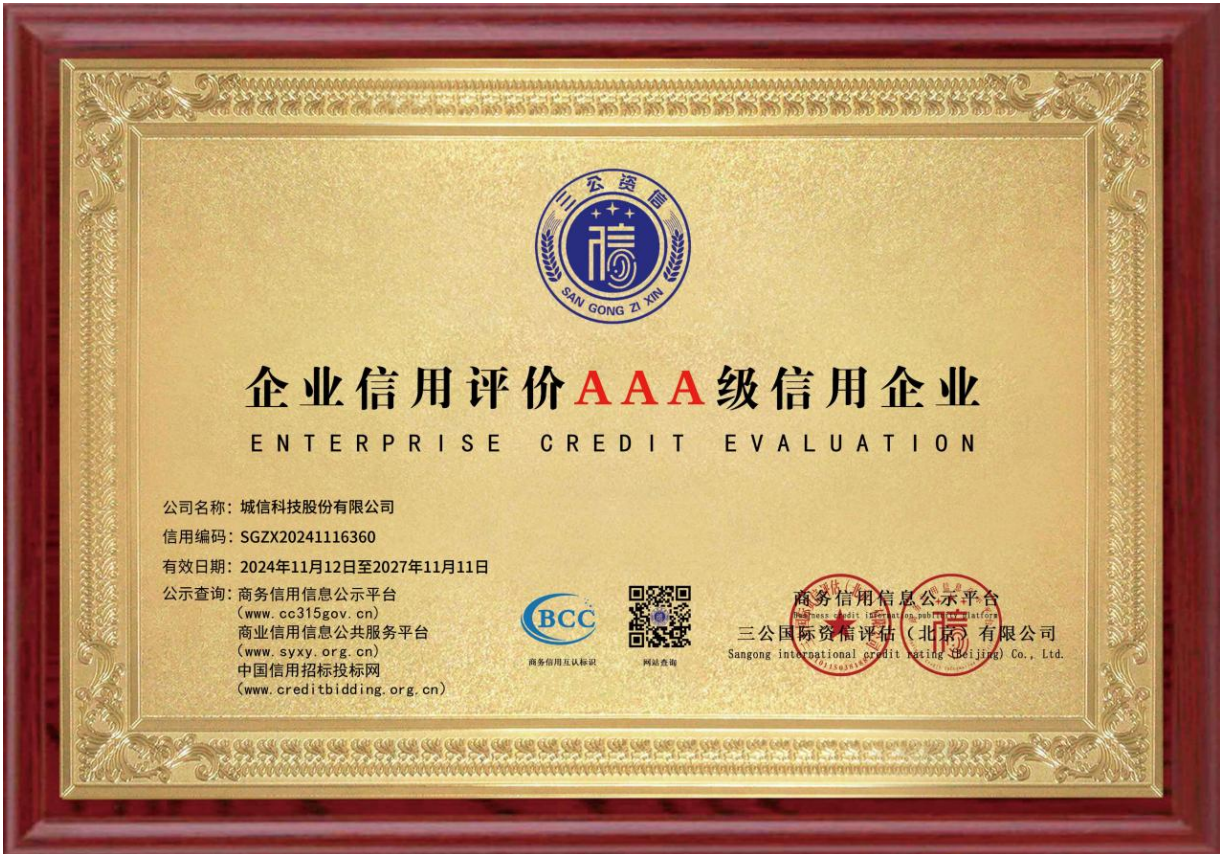 三公资信
信
SAN GONG ZI XIN
企业信用评价AAA级信用企业
ENTERPRISE CREDIT EVALUATION
公司名称：城信科技股份有限公司
信用编码：SGZX20241116360
有效日期：2024年11月12日至2027年11月11日
公示查询：商务信用信息公示平台
(www.cc315gov.cn)
商业信用信息公共服务平台
(www.syxy.org.cn)
中国信用招标投标网
(www.creditbidding.org.cn)
BCC
商务信用互认标识
网站查询
商务信用信息公示平台
Business credit information publicity platform
三公国际资信评估（北京）有限公司
Sangong international credit rating (Beijing) Co., Ltd.
信